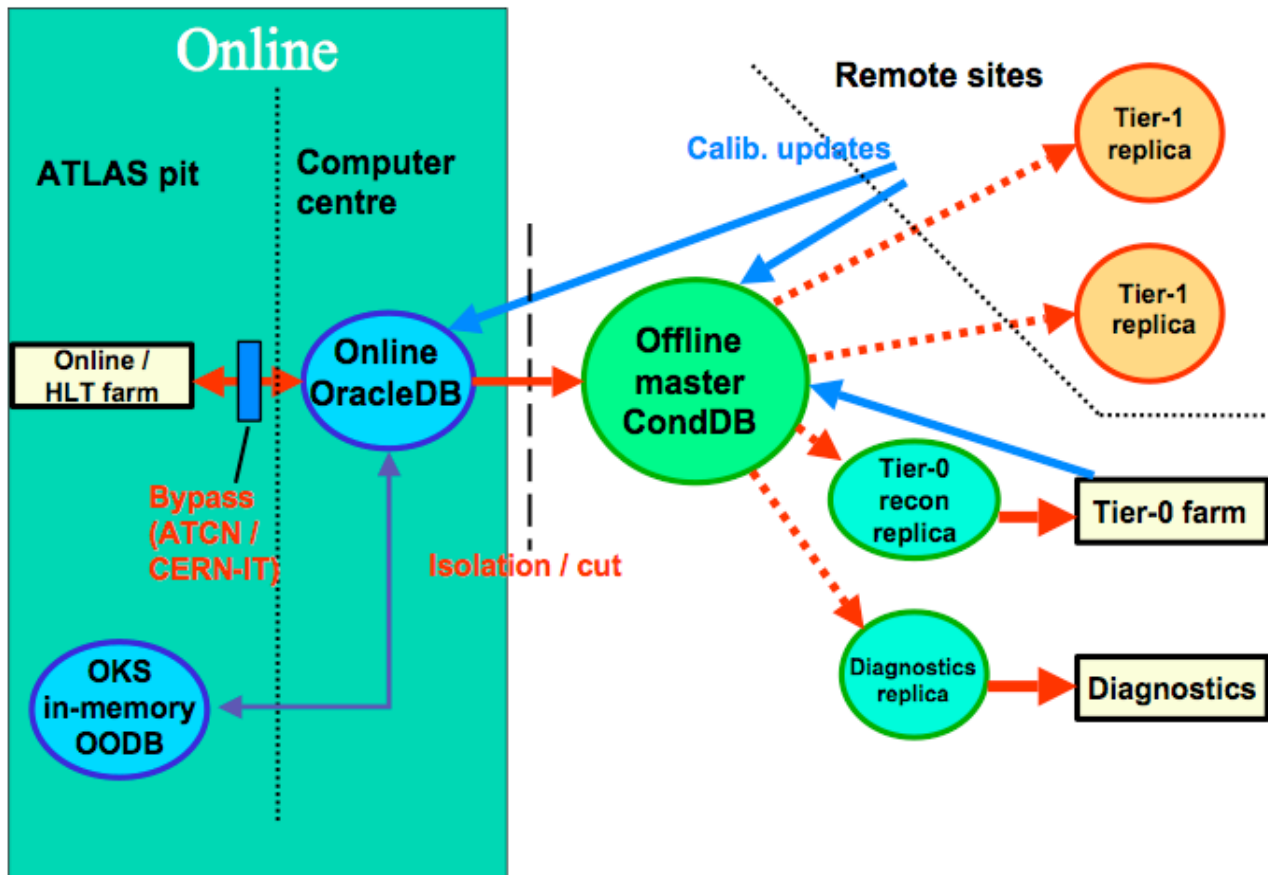 Online
Remote sites
Tier-1
replica
Calib. updates
ATLAS pit
Computer
centre
Tier-1
replica
Online /
HLT farm
Online
OracleDB
Offline
master
CondDB
Bypass
(ATCN /
CERN-IT)
Isolation / cut
Tier-0
recon
replica
Tier-0 farm
OKS
in-memory
OODB
Diagnostics
replica
Diagnostics